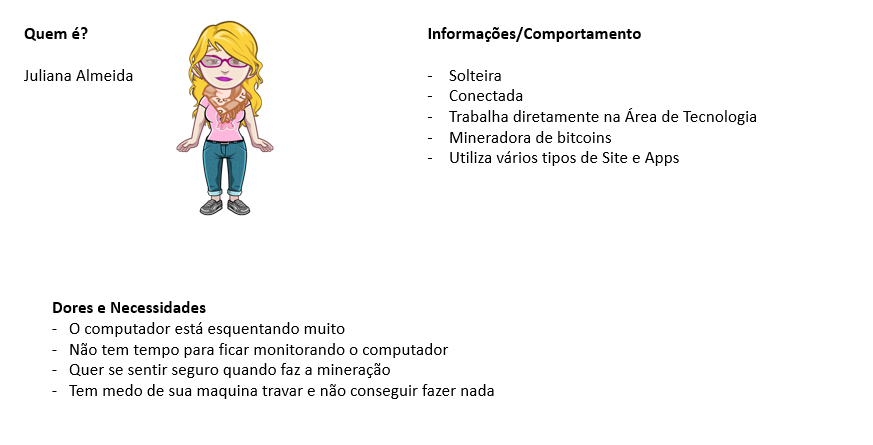 Quem é?
Juliana Almeida
Informações/Comportamento
- Solteira
- Conectada
- Trabalha diretamente na Área de Tecnologia
- Mineradora de bitcoins
- Utiliza vários tipos de Site e Apps
Dores e Necessidades
- O computador está esquentando muito
- Não tem tempo para ficar monitorando o computador
- Quer se sentir seguro quando faz a mineração
- Tem medo de sua maquina travar e não conseguir fazer nada